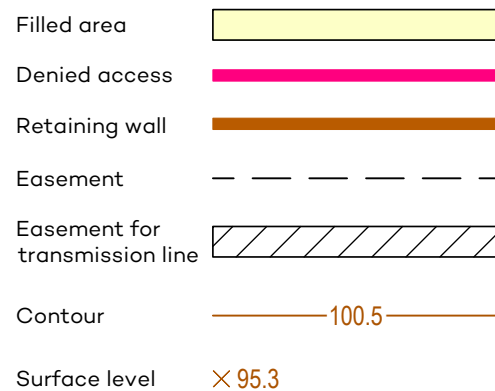 Filled area
Denied access
Retaining wall
Easement
Easement for
transmission line
Contour 100.5
Surface level × 95.3